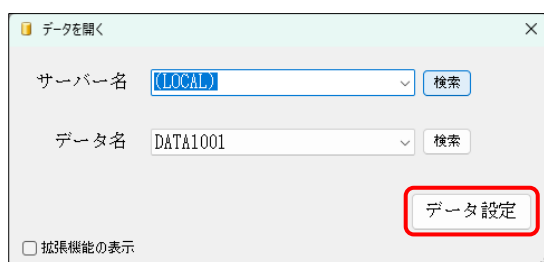 データを開く
サーバー名 (LOCAL) 検索
データ名 DATA1001 検索
データ設定
拡張機能の表示